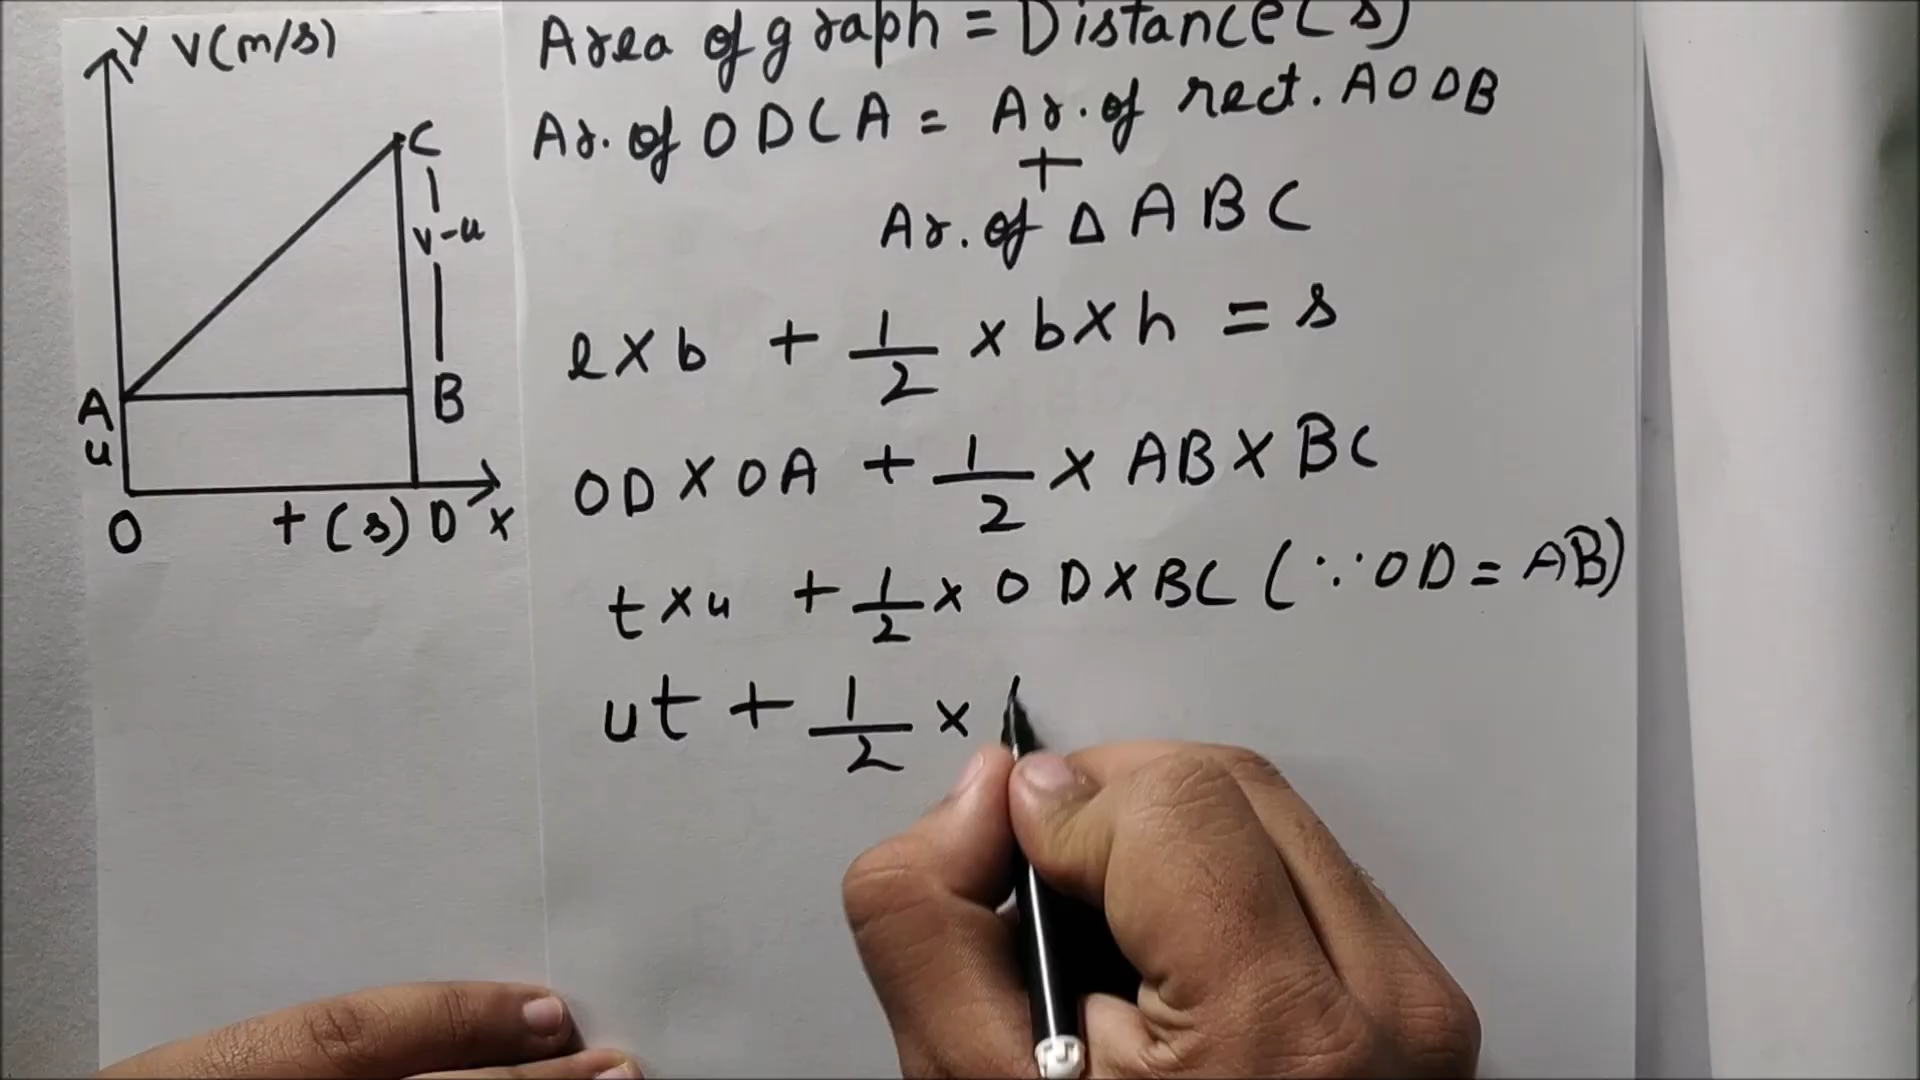 Y V(m/s)
C
v-u
A
B
u
O
t (s) D x
Area of graph = Distance(s)
Ar. of ODCA = Ar. of rect. AODB
+
Ar. of Δ ABC
l×b + 1/2 × b×h = s
OD×OA + 1/2 × AB×BC
t×u + 1/2 × OD×BC (∵ OD = AB)
ut + 1/2 ×